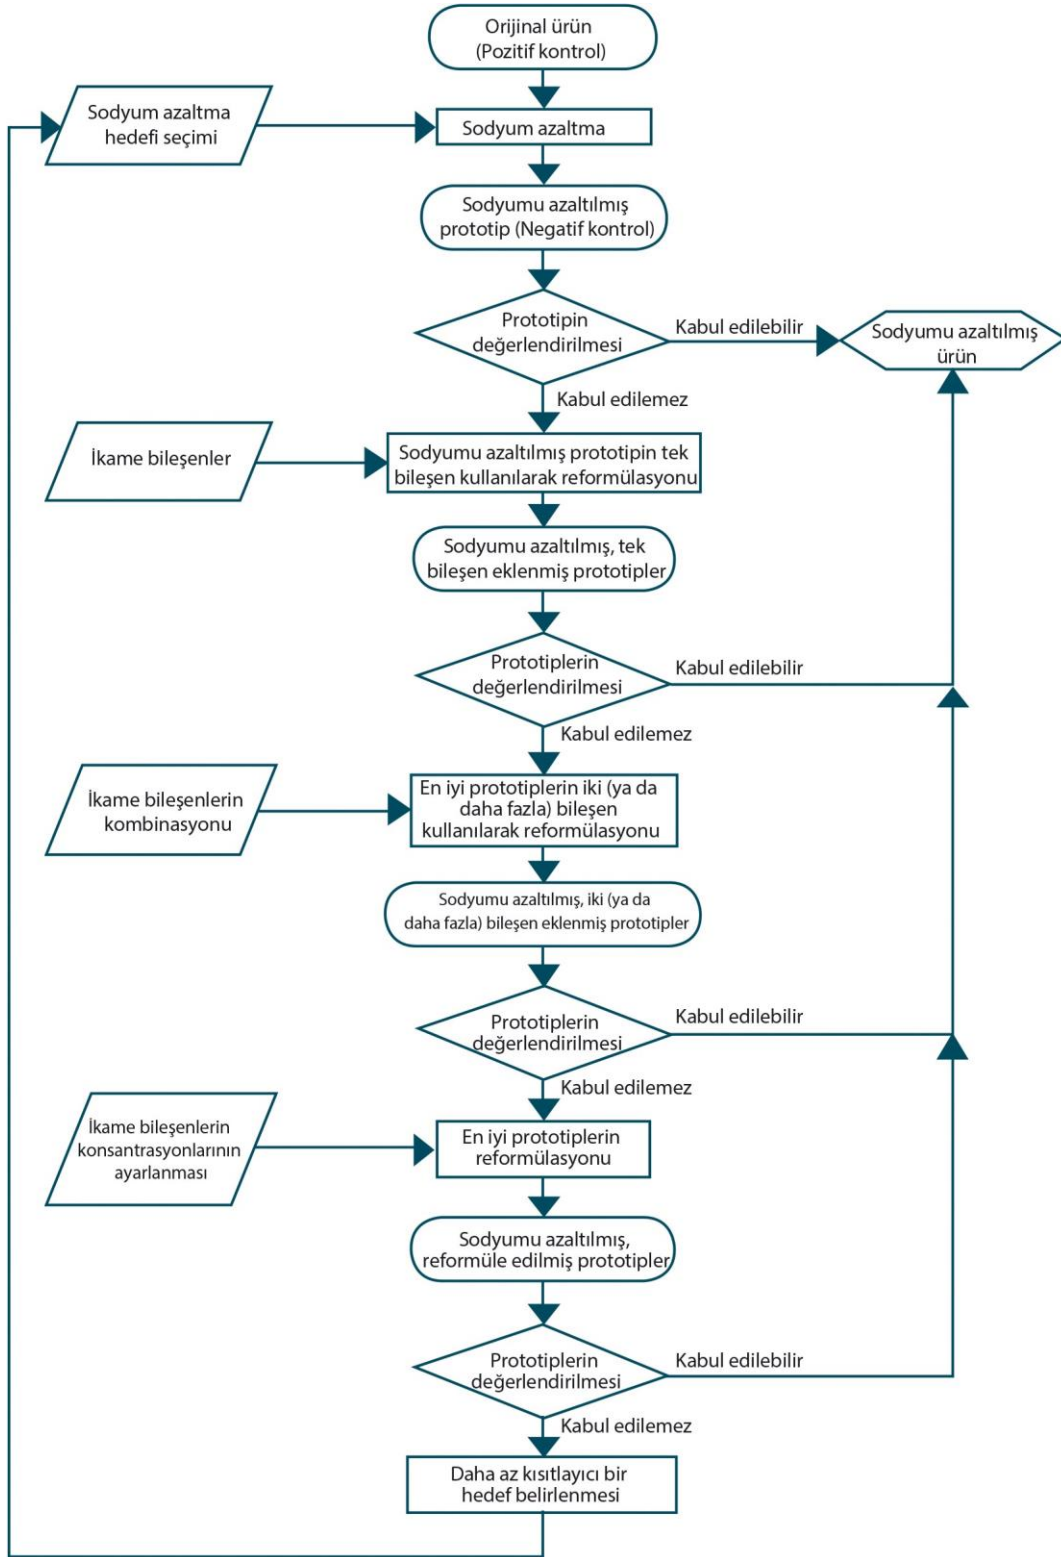 Orijinal ürün
(Pozitif kontrol)
Sodyum azaltma
hedefi seçimi
Sodyum azaltma
Sodyumu azaltılmış
prototip (Negatif kontrol)
Prototipin
değerlendirilmesi
Kabul edilebilir
Sodyumu azaltılmış
ürün
Kabul edilemez
İkame bileşenler
Sodyumu azaltılmış prototipin tek
bileşen kullanılarak reformülasyonu
Sodyumu azaltılmış, tek
bileşen eklenmiş prototipler
Prototiplerin
değerlendirilmesi
Kabul edilebilir
Kabul edilemez
İkame bileşenlerin
kombinasyonu
En iyi prototiplerin iki (ya da
daha fazla) bileşen
kullanılarak reformülasyonu
Sodyumu azaltılmış, iki (ya da
daha fazla) bileşen eklenmiş prototipler
Prototiplerin
değerlendirilmesi
Kabul edilebilir
Kabul edilemez
İkame bileşenlerin
konsantrasyonlarının
ayarlanması
En iyi prototiplerin
reformülasyonu
Sodyumu azaltılmış,
reformüle edilmiş prototipler
Prototiplerin
değerlendirilmesi
Kabul edilebilir
Kabul edilemez
Daha az kısıtlayıcı bir
hedef belirlenmesi